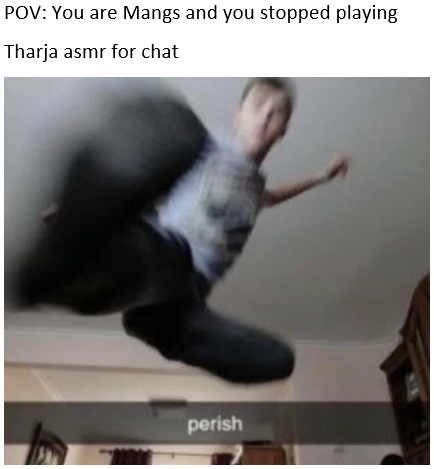 POV: You are Mangs and you stopped playing
Tharja asmr for chat
perish